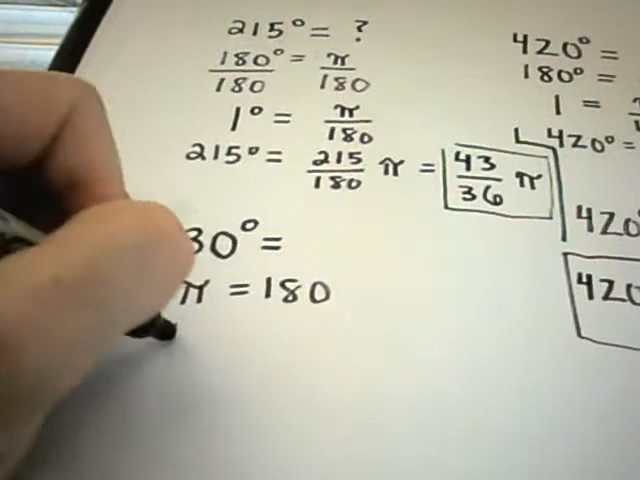 215° = ?
180°/180 = π/180
1° = π/180
215° = 215/180 π = 43/36 π
30° =
π = 180
420° =
180° =
1 =
420° =
420
420